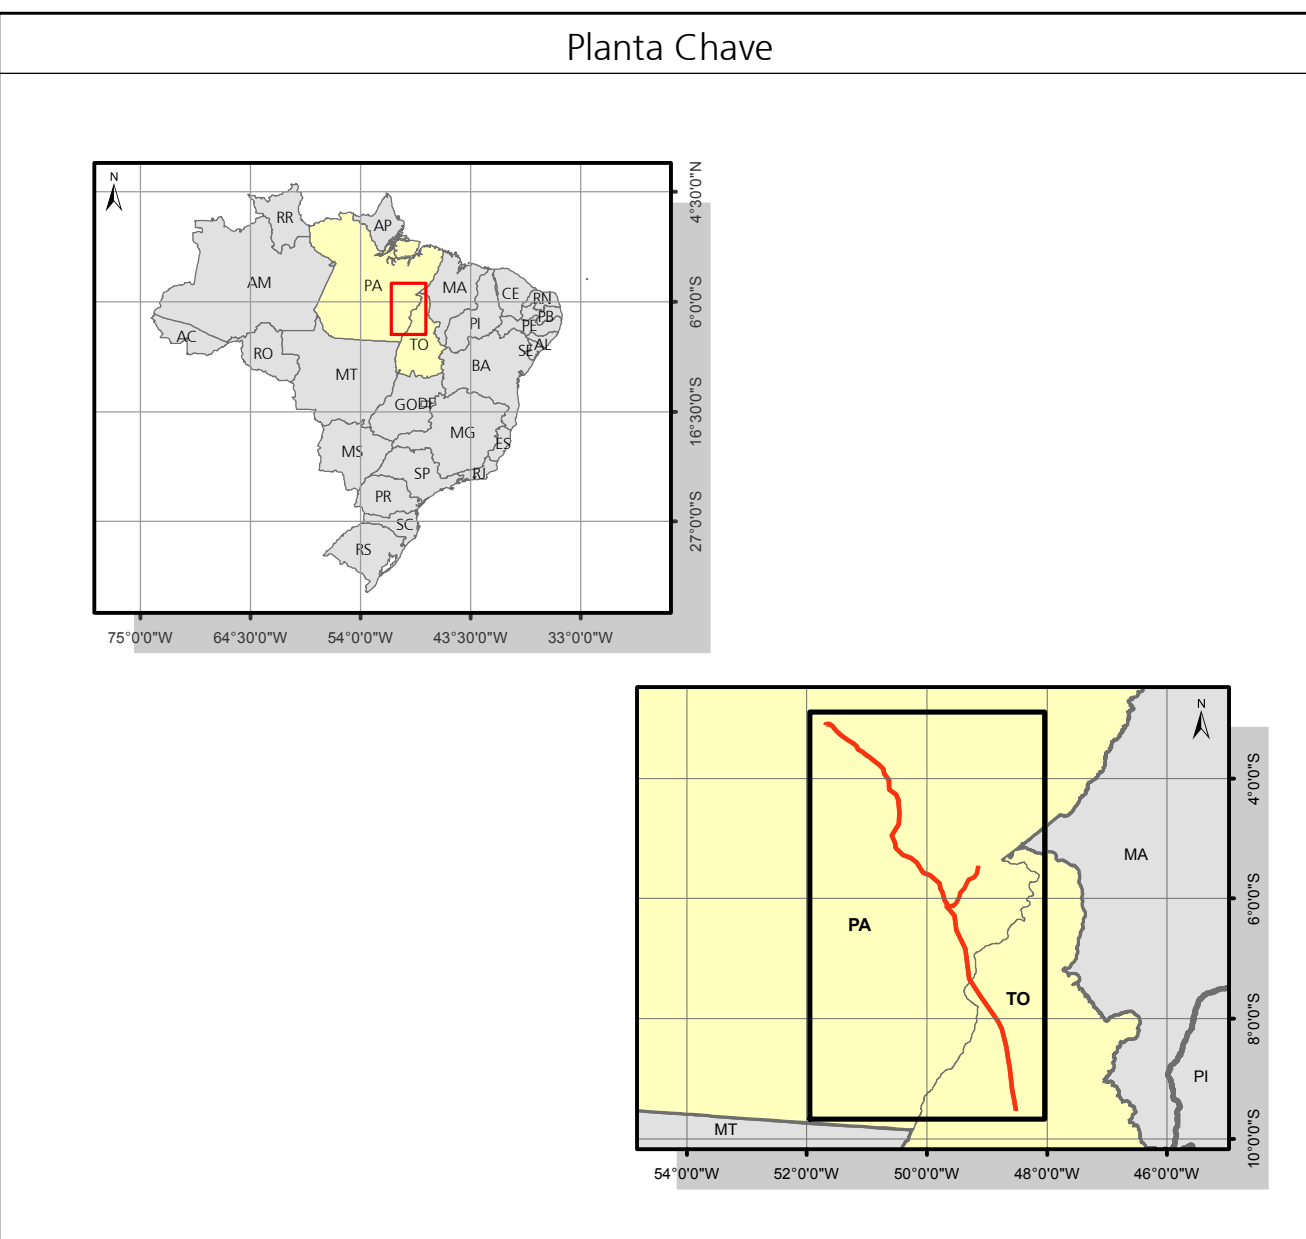 Planta Chave
N
4°30'0"N
RR
AP
AM
PA
MA
CE
RN
6°0'0"S
PB
PI
PE
AC
TO
AL
SE
RO
BA
MT
GO
DF
16°30'0"S
MG
ES
MS
SP
RJ
PR
SC
27°0'0"S
RS
75°0'0"W 64°30'0"W 54°0'0"W 43°30'0"W 33°0'0"W
N
4°0'0"S
MA
6°0'0"S
PA
TO
8°0'0"S
PI
MT
10°0'0"S
54°0'0"W 52°0'0"W 50°0'0"W 48°0'0"W 46°0'0"W